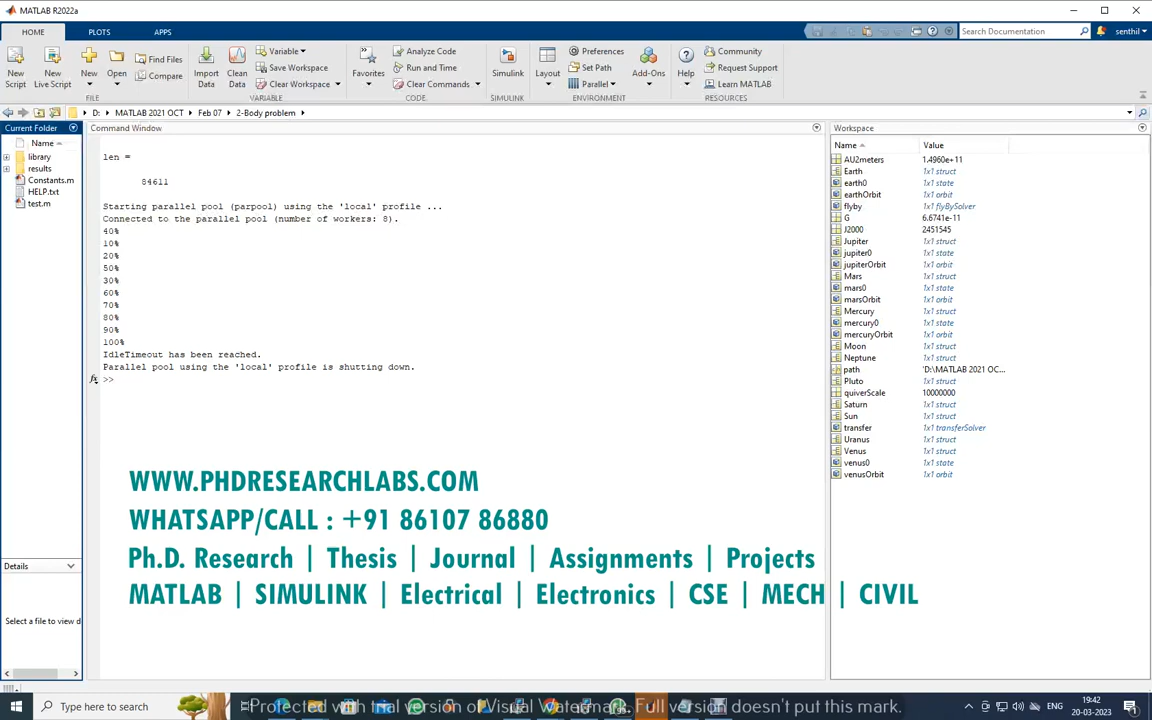 MATLAB R2022a
HOME PLOTS APPS
Search Documentation senthil
New Script New Live Script New Open Find Files Compare Import Data Clean Data Variable Save Workspace Clear Workspace Favorites Analyze Code Run and Time Clear Commands Simulink Layout Preferences Set Path Parallel Add-Ons Help Community Request Support Learn MATLAB
FILE VARIABLE CODE SIMULINK ENVIRONMENT RESOURCES
D: MATLAB 2021 OCT Feb 07 2-Body problem
Current Folder
Name
library
results
Constants.m
HELP.txt
test.m
Details
Select a file to view d
Command Window
len =
84611
Starting parallel pool (parpool) using the 'local' profile ...
Connected to the parallel pool (number of workers: 8).
40%
10%
20%
50%
30%
60%
70%
80%
90%
100%
IdleTimeout has been reached.
Parallel pool using the 'local' profile is shutting down.
fx >>
WWW.PHDRESEARCHLABS.COM
WHATSAPP/CALL : +91 86107 86880
Ph.D. Research | Thesis | Journal | Assignments | Projects
MATLAB | SIMULINK | Electrical | Electronics | CSE | MECH | CIVIL
Workspace
Name Value
AU2meters 1.4960e+11
Earth 1x1 struct
earth0 1x1 state
earthOrbit 1x1 orbit
flyby 1x1 flyBySolver
G 6.6741e-11
J2000 2451545
Jupiter 1x1 struct
jupiter0 1x1 state
jupiterOrbit 1x1 orbit
Mars 1x1 struct
mars0 1x1 state
marsOrbit 1x1 orbit
Mercury 1x1 struct
mercury0 1x1 state
mercuryOrbit 1x1 orbit
Moon 1x1 struct
Neptune 1x1 struct
path 'D:\MATLAB 2021 OC...
Pluto 1x1 struct
quiverScale 10000000
Saturn 1x1 struct
Sun 1x1 struct
transfer 1x1 transferSolver
Uranus 1x1 struct
Venus 1x1 struct
venus0 1x1 state
venusOrbit 1x1 orbit
Type here to search
Protected with trial version of Visual Watermark. Full version doesn't put this mark.
ENG
19:42
20-03-2023